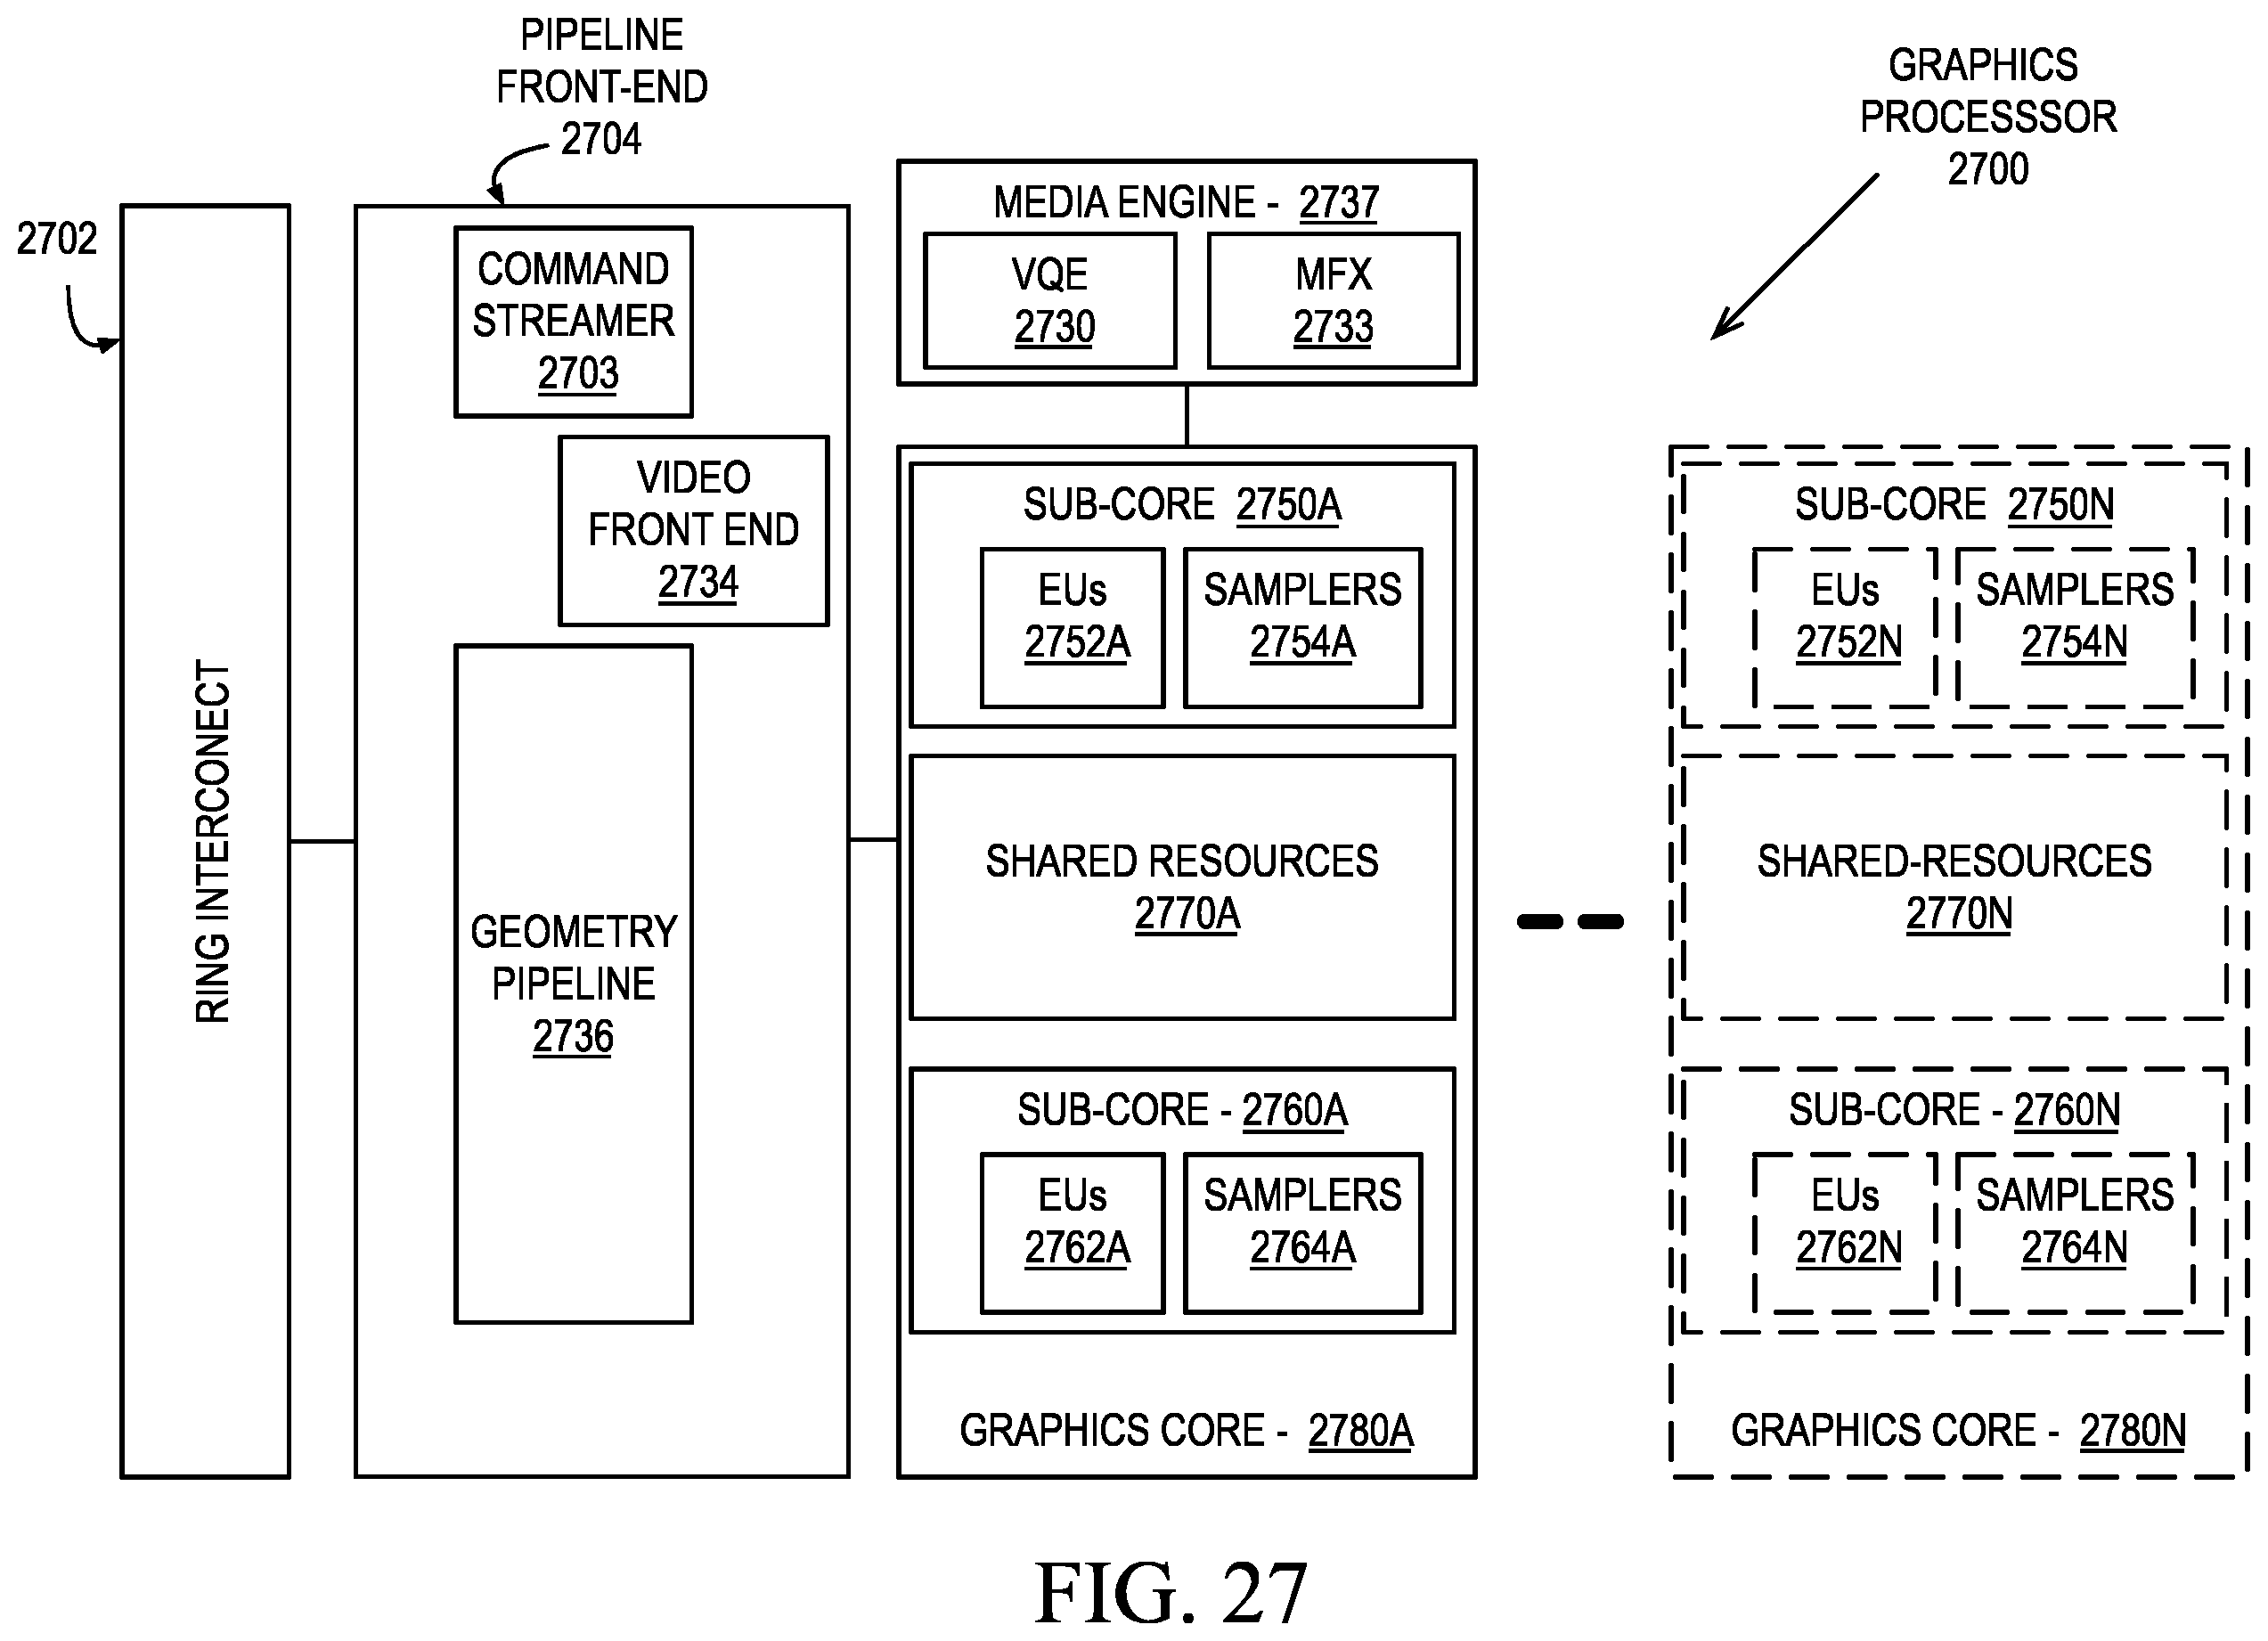 PIPELINE
FRONT-END
2704
GRAPHICS
PROCESSSOR
2700
2702
RING INTERCONECT
COMMAND
STREAMER
2703
VIDEO
FRONT END
2734
GEOMETRY
PIPELINE
2736
MEDIA ENGINE - 2737
VQE
2730
MFX
2733
SUB-CORE 2750A
EUs
2752A
SAMPLERS
2754A
SHARED RESOURCES
2770A
SUB-CORE - 2760A
EUs
2762A
SAMPLERS
2764A
GRAPHICS CORE - 2780A
SUB-CORE 2750N
EUs
2752N
SAMPLERS
2754N
SHARED-RESOURCES
2770N
SUB-CORE - 2760N
EUs
2762N
SAMPLERS
2764N
GRAPHICS CORE - 2780N
FIG. 27